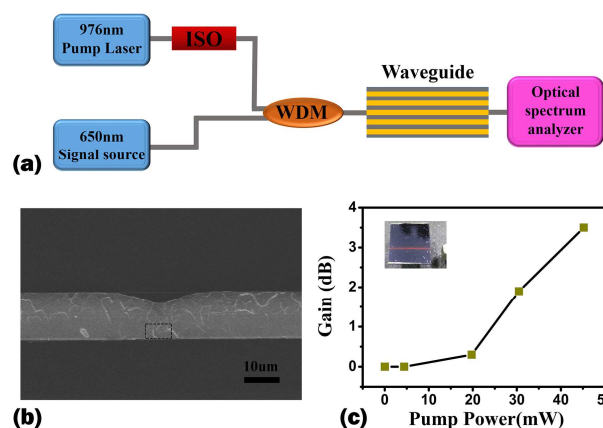 976nm
Pump Laser
ISO
650nm
Signal source
WDM
Waveguide
Optical
spectrum
analyzer
(a)
10um
(b)
4
3
2
1
0
Gain (dB)
0 10 20 30 40 5
Pump Power(mW)
(c)